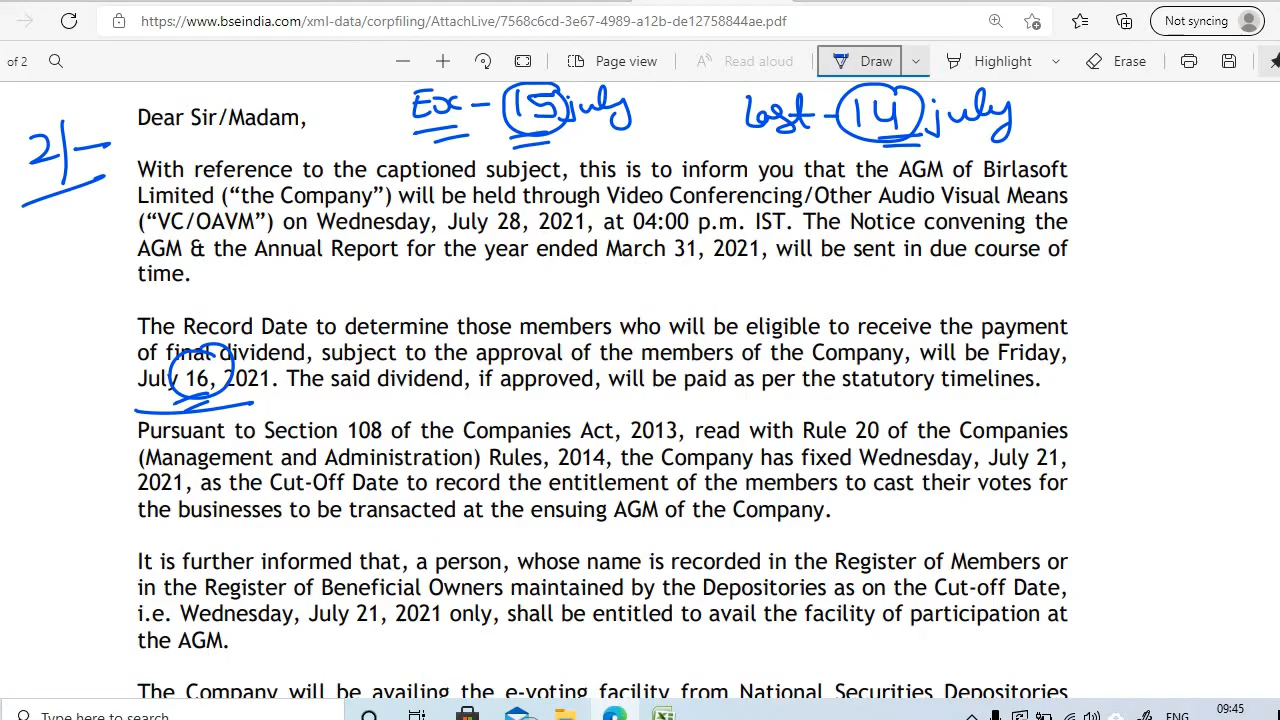 https://www.bseindia.com/xml-data/corpfiling/AttachLive/7568c6cd-3e67-4989-a12b-de12758844ae.pdf
Not syncing
of 2
Page view
Read aloud
Draw
Highlight
Erase
Ex - 15 july
Last - 14 july
2/-
Dear Sir/Madam,
With reference to the captioned subject, this is to inform you that the AGM of Birlasoft
Limited (“the Company”) will be held through Video Conferencing/Other Audio Visual Means
(“VC/OAVM”) on Wednesday, July 28, 2021, at 04:00 p.m. IST. The Notice convening the
AGM & the Annual Report for the year ended March 31, 2021, will be sent in due course of
time.
The Record Date to determine those members who will be eligible to receive the payment
of final dividend, subject to the approval of the members of the Company, will be Friday,
July 16, 2021. The said dividend, if approved, will be paid as per the statutory timelines.
Pursuant to Section 108 of the Companies Act, 2013, read with Rule 20 of the Companies
(Management and Administration) Rules, 2014, the Company has fixed Wednesday, July 21,
2021, as the Cut-Off Date to record the entitlement of the members to cast their votes for
the businesses to be transacted at the ensuing AGM of the Company.
It is further informed that, a person, whose name is recorded in the Register of Members or
in the Register of Beneficial Owners maintained by the Depositories as on the Cut-off Date,
i.e. Wednesday, July 21, 2021 only, shall be entitled to avail the facility of participation at
the AGM.
The Company will be availing the e-voting facility from National Securities Depositories
Type here to search
ENG
09:45